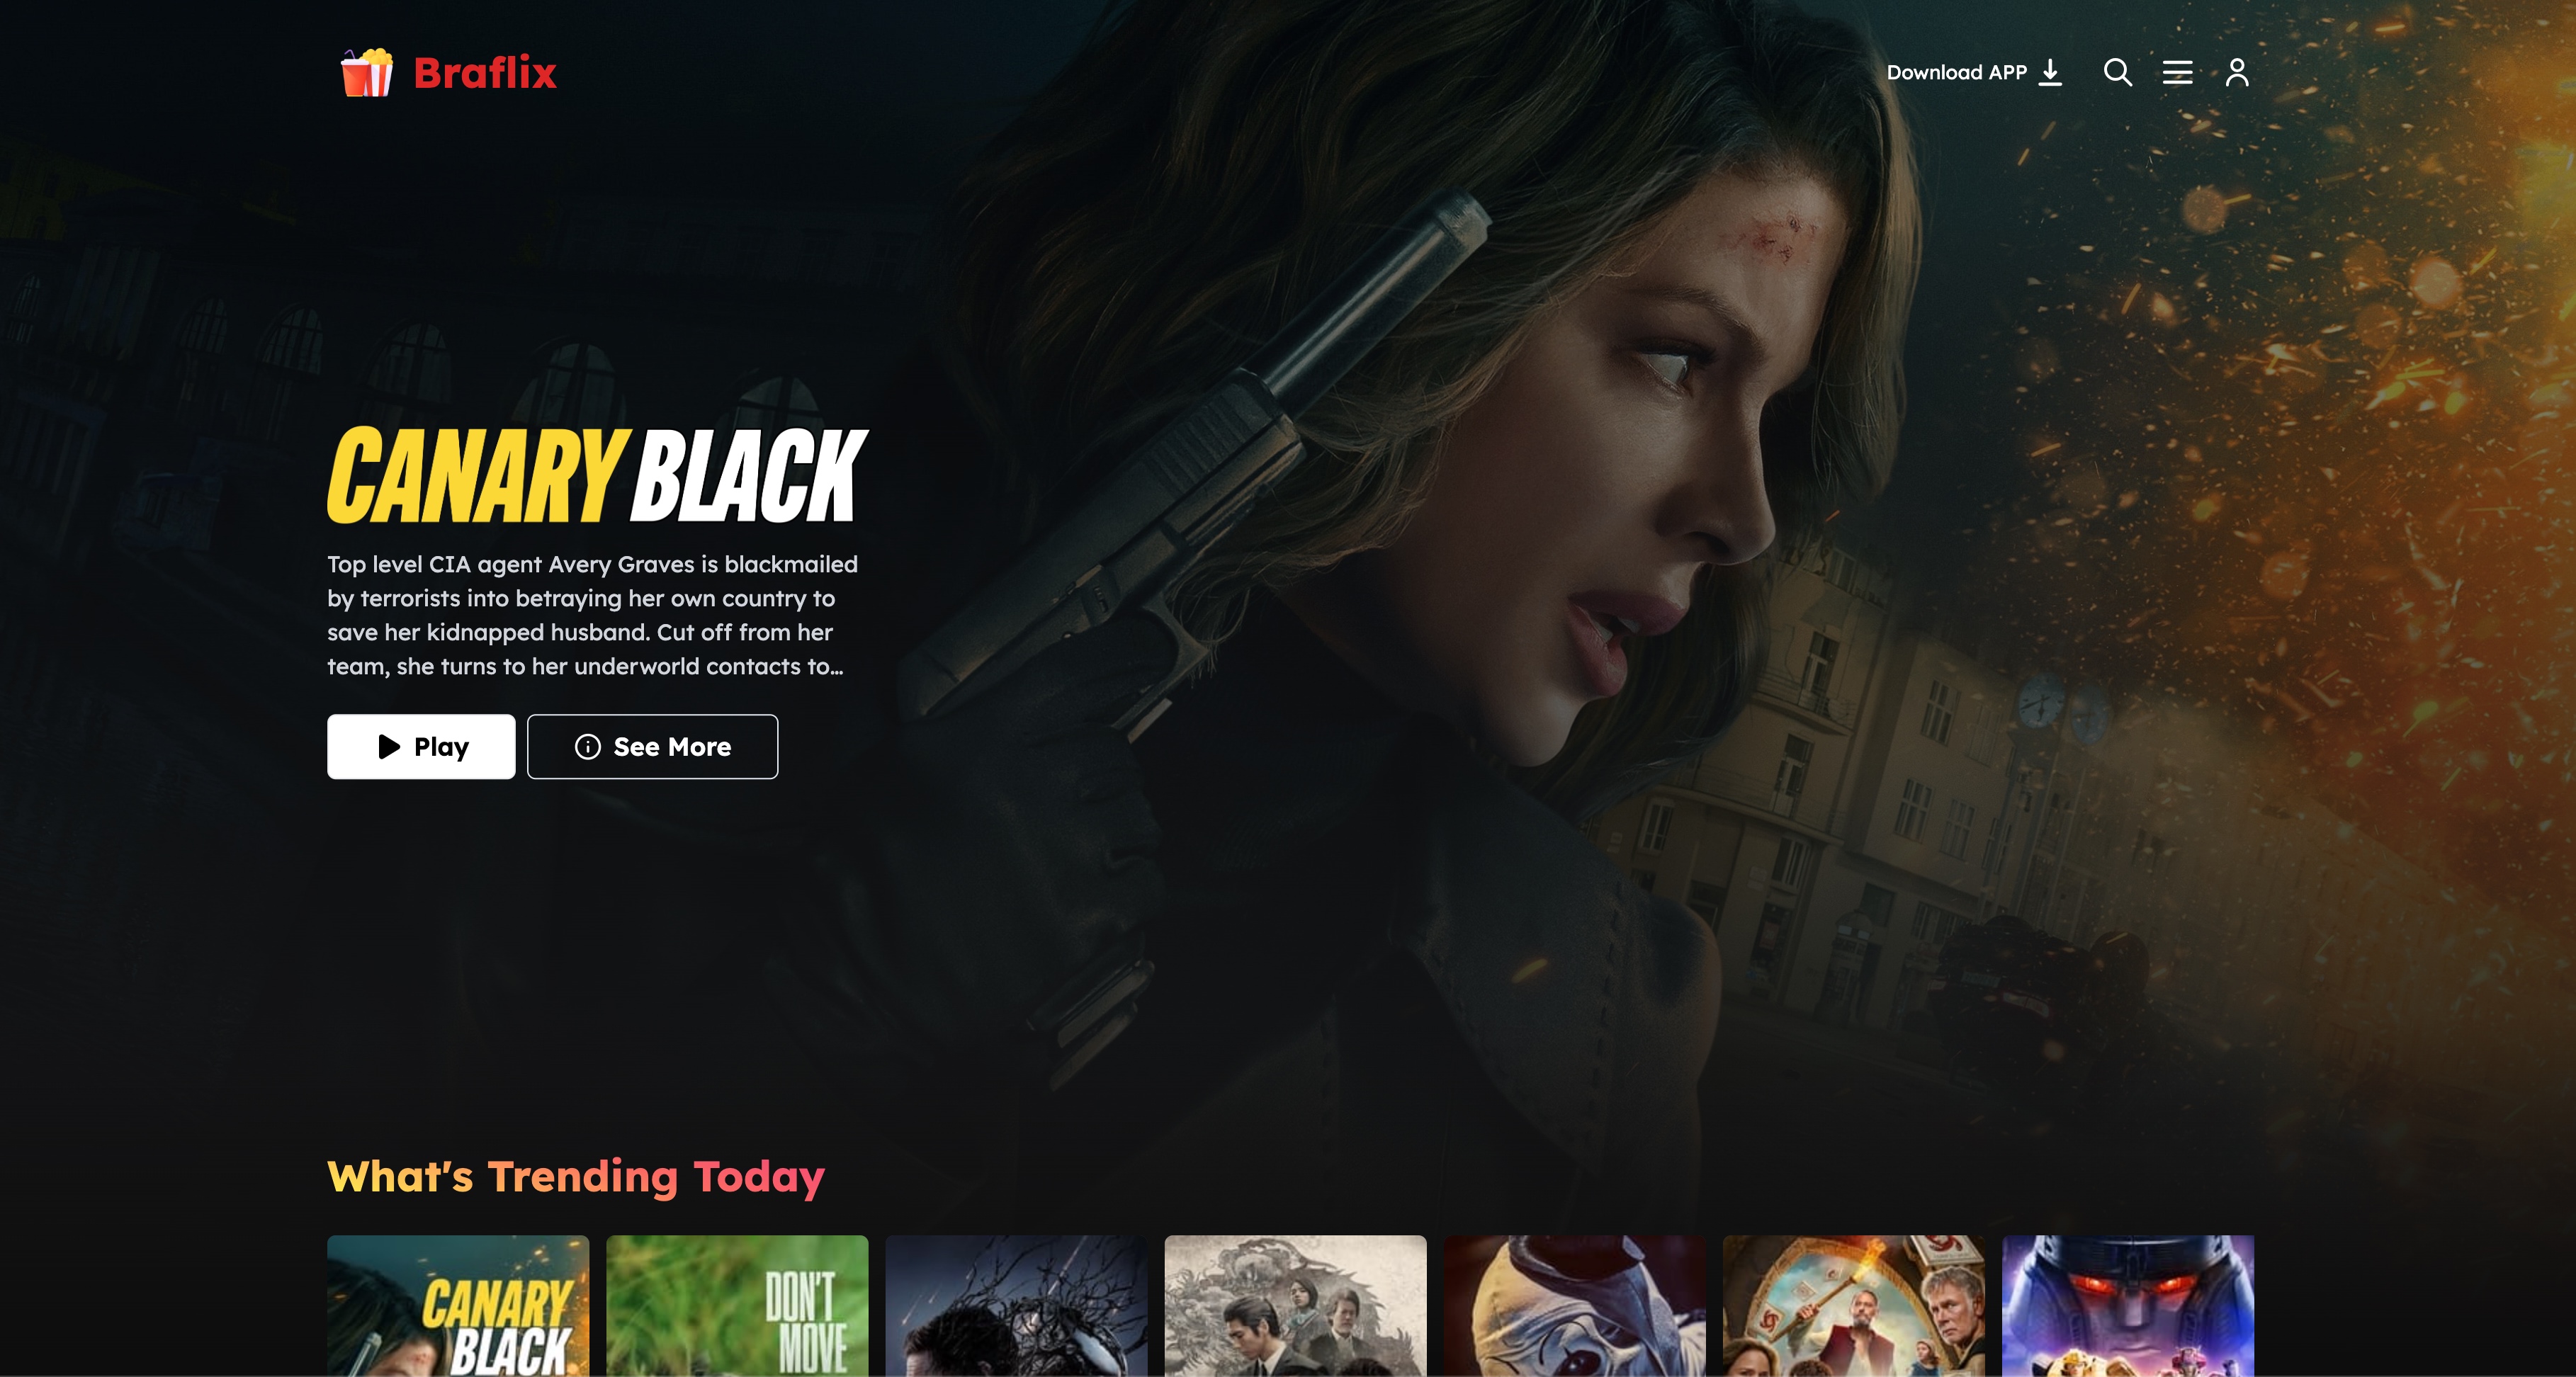 Braflix
Download APP
CANARY BLACK
Top level CIA agent Avery Graves is blackmailed
by terrorists into betraying her own country to
save her kidnapped husband. Cut off from her
team, she turns to her underworld contacts to...
Play
See More
What's Trending Today
CANARY
BLACK
DON'T
MOVE